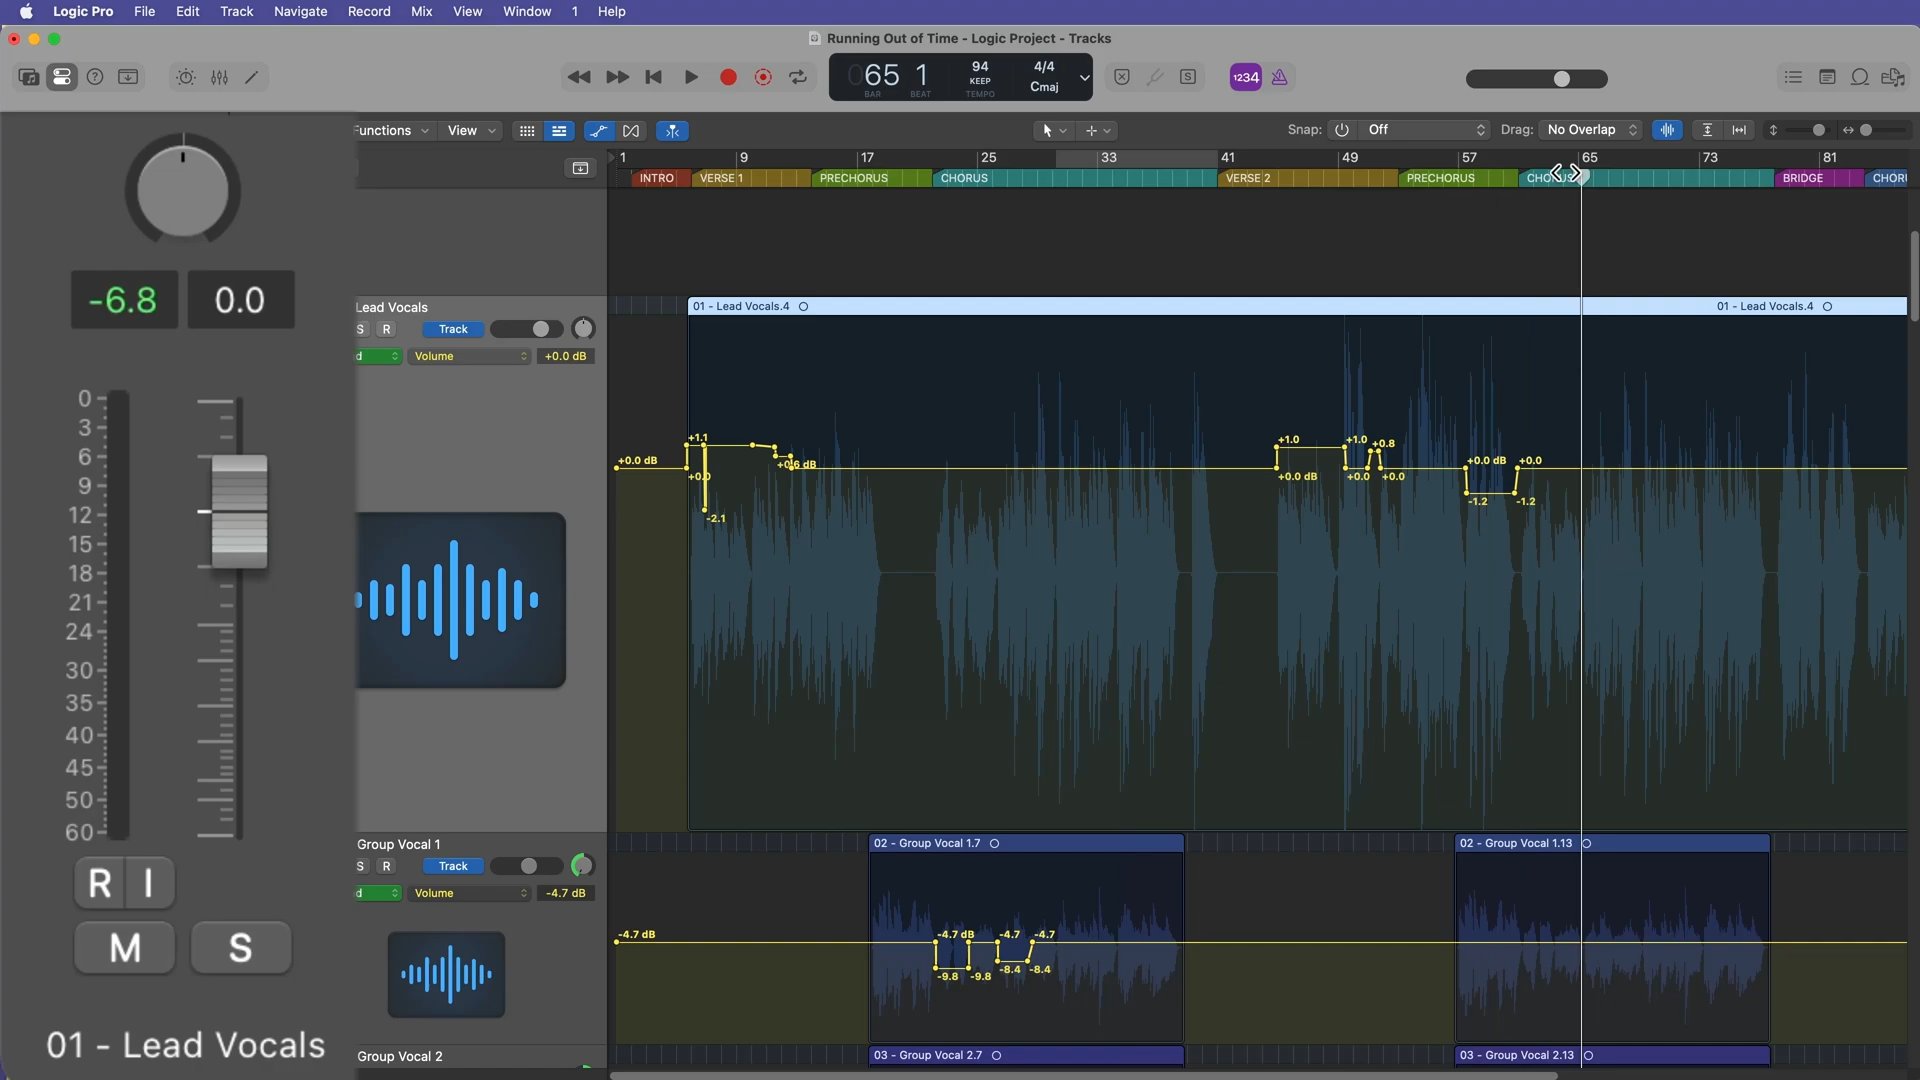 Logic Pro File Edit Track Navigate Record Mix View Window 1 Help
Running Out of Time - Logic Project - Tracks
065 1 94 4/4
KEEP Cmaj
BAR BEAT TEMPO
S 1234
Functions View Snap: Off Drag: No Overlap
1 9 17 25 33 41 49 57 65 73 81
INTRO VERSE 1 PRECHORUS CHORUS VERSE 2 PRECHORUS CHORUS BRIDGE CHORU
-6.8 0.0
Lead Vocals 01 - Lead Vocals.4 01 - Lead Vocals.4
S R Track
d Volume +0.0 dB
0
3
6
9
12
15
18
21
24
30
35
40
45
50
60
+1.1 +1.0 +1.0 +0.8
+0.0 dB +0.6 dB +0.0 dB +0.0
+0.0 +0.0 dB +0.0 +0.0
-2.1 -1.2 -1.2
R I
M S
01 - Lead Vocals
Group Vocal 1 02 - Group Vocal 1.7 02 - Group Vocal 1.13
S R Track
d Volume -4.7 dB
-4.7 dB -4.7 dB -4.7 -4.7
-9.8 -9.8 -8.4 -8.4
Group Vocal 2 03 - Group Vocal 2.7 03 - Group Vocal 2.13